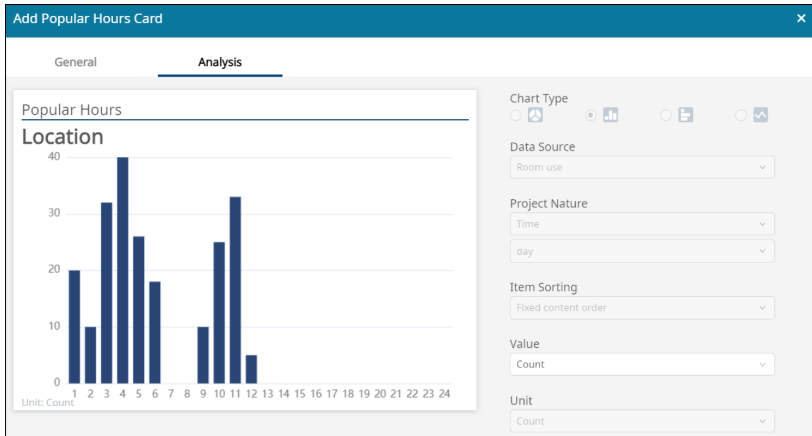 Add Popular Hours Card
×
General
Analysis
Popular Hours
Location
40
30
20
10
0
1 2 3 4 5 6 7 8 9 10 11 12 13 14 15 16 17 18 19 20 21 22 23 24
Unit: Count
Chart Type
Data Source
Room use
Project Nature
Time
day
Item Sorting
Fixed content order
Value
Count
Unit
Count